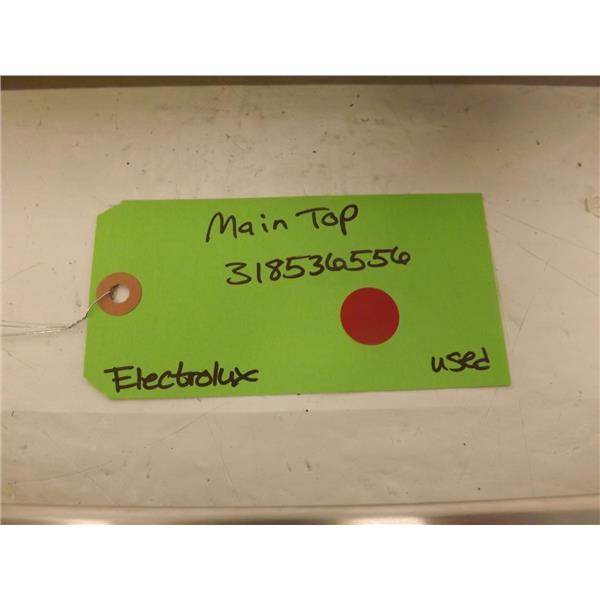 Main Top
318536556
Electrolux
used